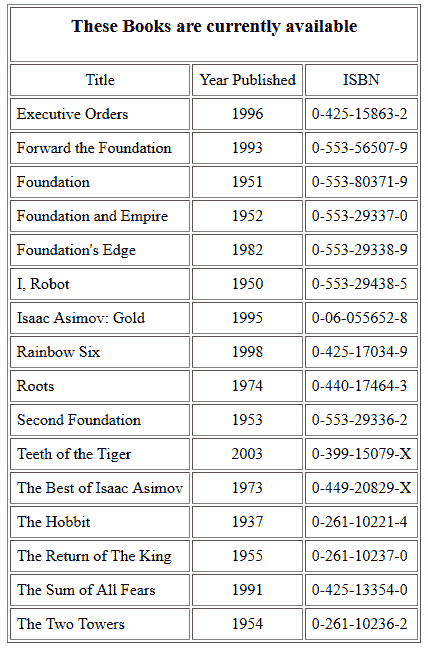 These Books are currently available
Title Year Published ISBN
Executive Orders 1996 0-425-15863-2
Forward the Foundation 1993 0-553-56507-9
Foundation 1951 0-553-80371-9
Foundation and Empire 1952 0-553-29337-0
Foundation's Edge 1982 0-553-29338-9
I, Robot 1950 0-553-29438-5
Isaac Asimov: Gold 1995 0-06-055652-8
Rainbow Six 1998 0-425-17034-9
Roots 1974 0-440-17464-3
Second Foundation 1953 0-553-29336-2
Teeth of the Tiger 2003 0-399-15079-X
The Best of Isaac Asimov 1973 0-449-20829-X
The Hobbit 1937 0-261-10221-4
The Return of The King 1955 0-261-10237-0
The Sum of All Fears 1991 0-425-13354-0
The Two Towers 1954 0-261-10236-2